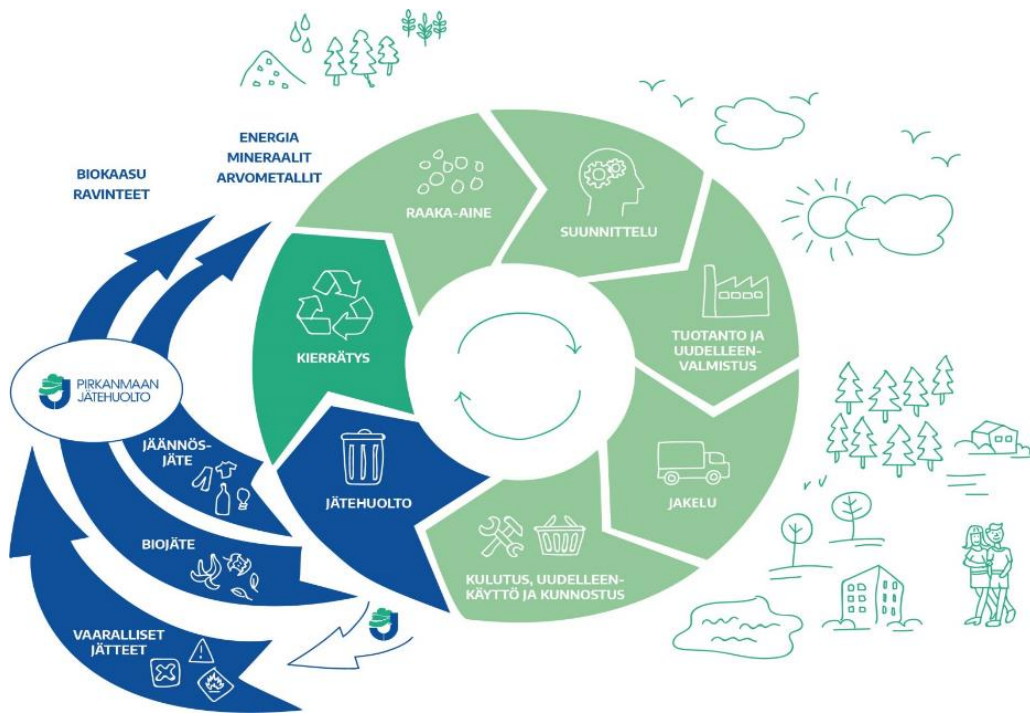 ENERGIA
MINERAALIT
ARVOMETALLIT
BIOKAASU
RAVINTEET
RAAKA-AINE
SUUNNITTELU
TUOTANTO JA
UUDELLEEN-
VALMISTUS
JAKELU
KULUTUS, UUDELLEEN-
KÄYTTÖ JA KUNNOSTUS
JÄTEHUOLTO
KIERRÄTYS
PIRKANMAAN
JÄTEHUOLTO
JÄÄNNÖS-
JÄTE
BIOJÄTE
VAARALLISET
JÄTTEET